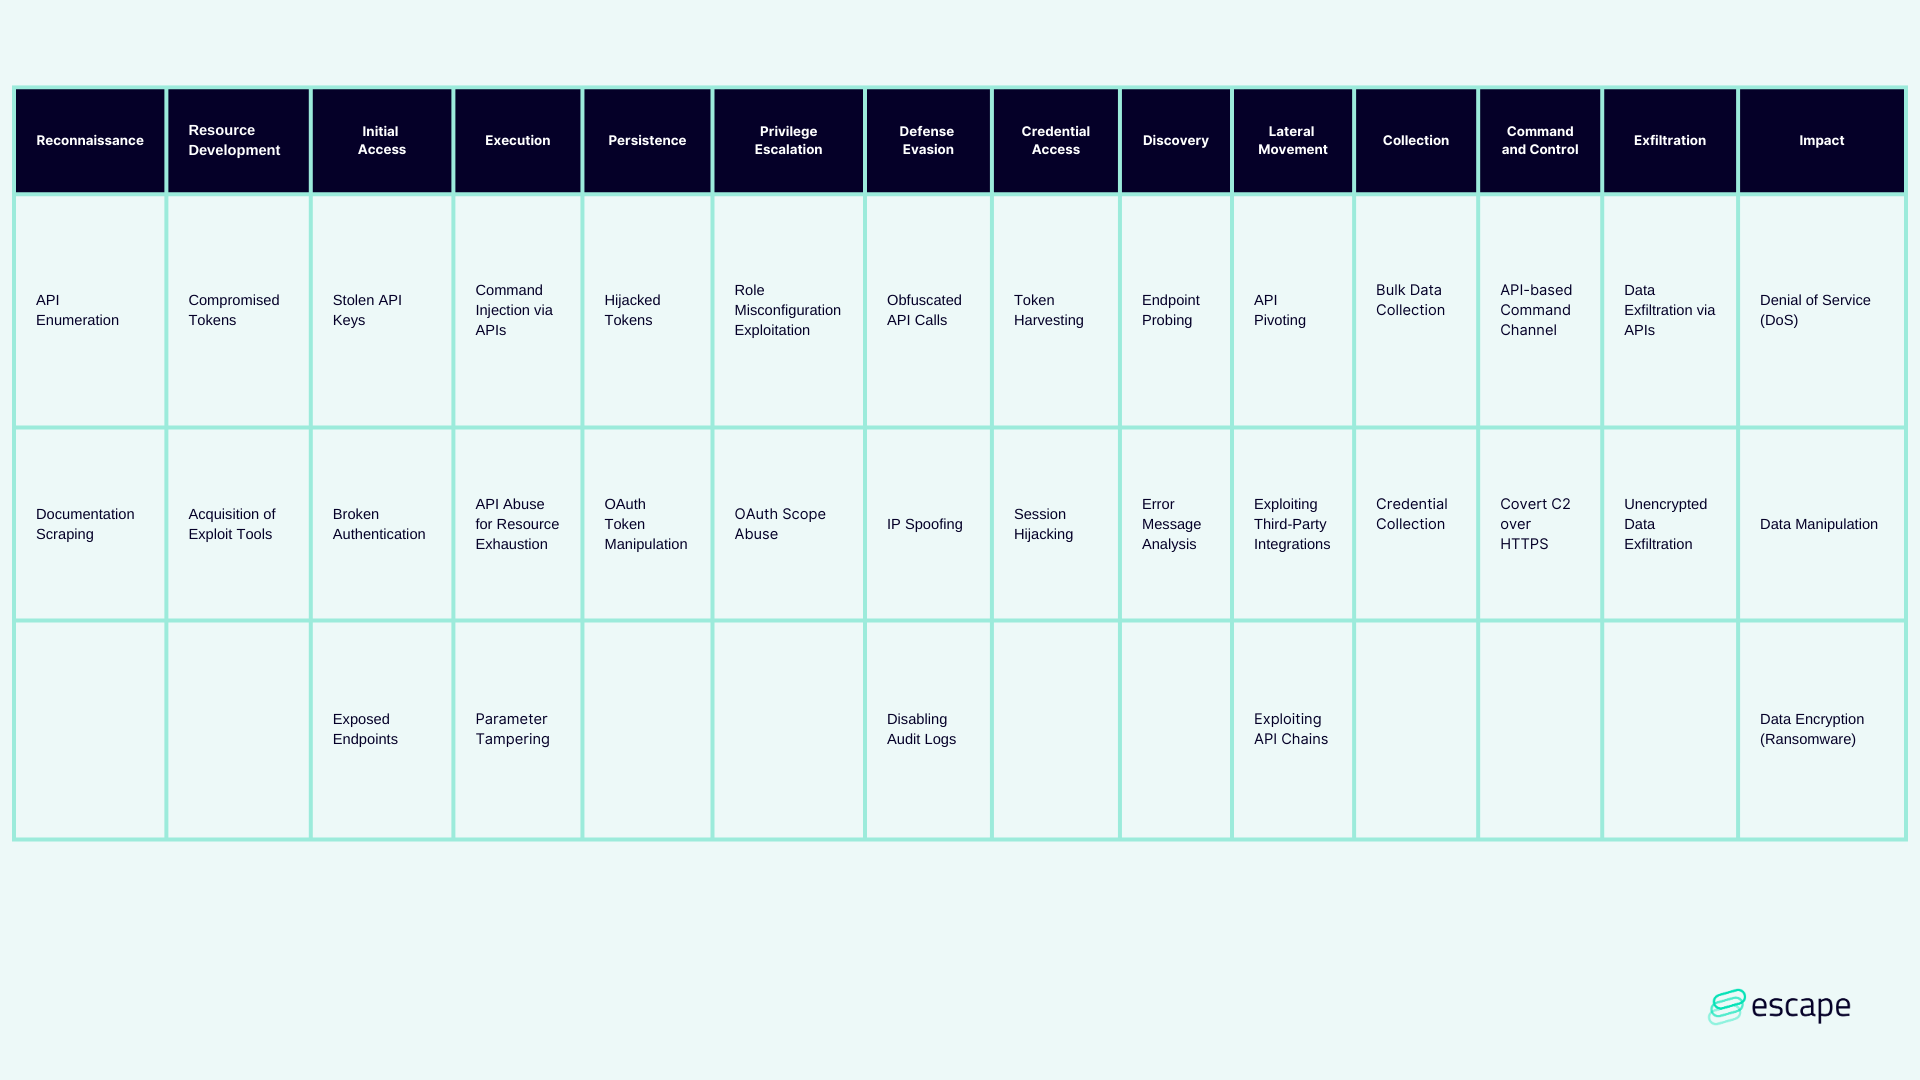 Reconnaissance
Resource
Development
Initial
Access
Execution
Persistence
Privilege
Escalation
Defense
Evasion
Credential
Access
Discovery
Lateral
Movement
Collection
Command
and Control
Exfiltration
Impact
API
Enumeration
Compromised
Tokens
Stolen API
Keys
Command
Injection via
APIs
Hijacked
Tokens
Role
Misconfiguration
Exploitation
Obfuscated
API Calls
Token
Harvesting
Endpoint
Probing
API
Pivoting
Bulk Data
Collection
API-based
Command
Channel
Data
Exfiltration via
APIs
Denial of Service
(DoS)
Documentation
Scraping
Acquisition of
Exploit Tools
Broken
Authentication
API Abuse
for Resource
Exhaustion
OAuth
Token
Manipulation
OAuth Scope
Abuse
IP Spoofing
Session
Hijacking
Error
Message
Analysis
Exploiting
Third-Party
Integrations
Credential
Collection
Covert C2
over
HTTPS
Unencrypted
Data
Exfiltration
Data Manipulation
Exposed
Endpoints
Parameter
Tampering
Disabling
Audit Logs
Exploiting
API Chains
Data Encryption
(Ransomware)
escape